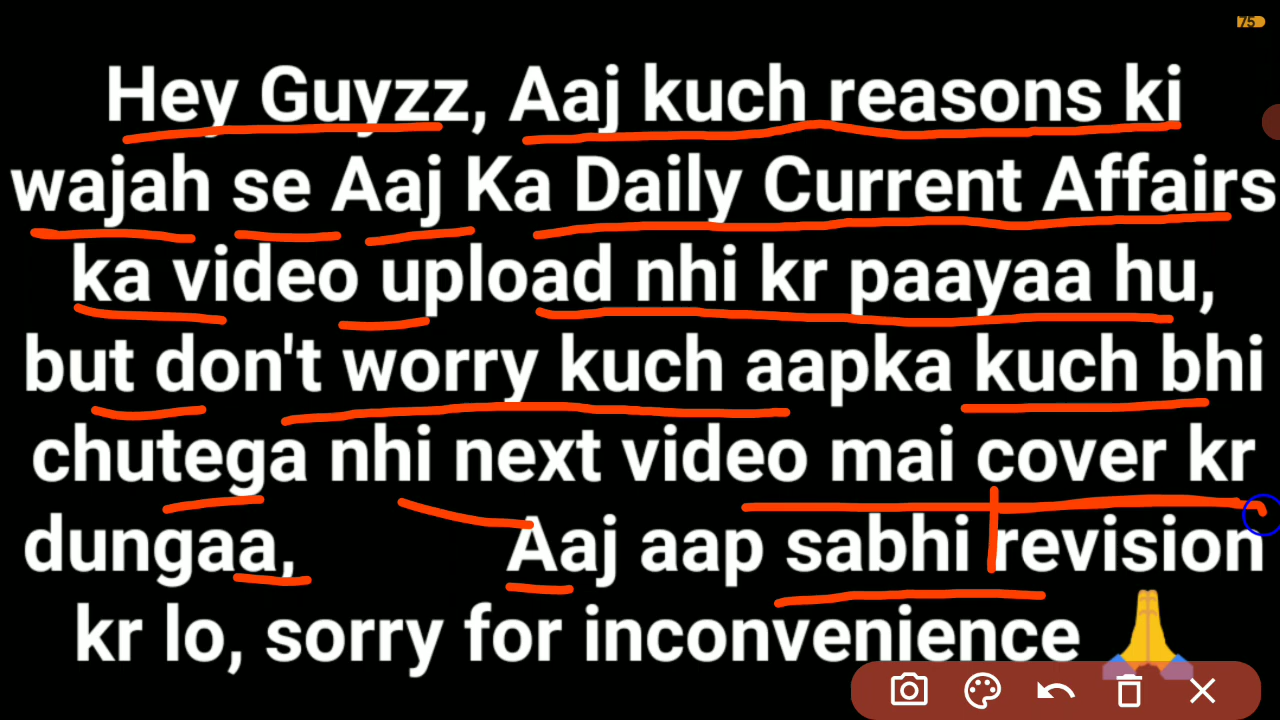 75
Hey Guyzz, Aaj kuch reasons ki
wajah se Aaj Ka Daily Current Affairs
ka video upload nhi kr paayaa hu,
but don't worry kuch aapka kuch bhi
chutega nhi next video mai cover kr
dungaa, Aaj aap sabhi revision
kr lo, sorry for inconvenience 🙏